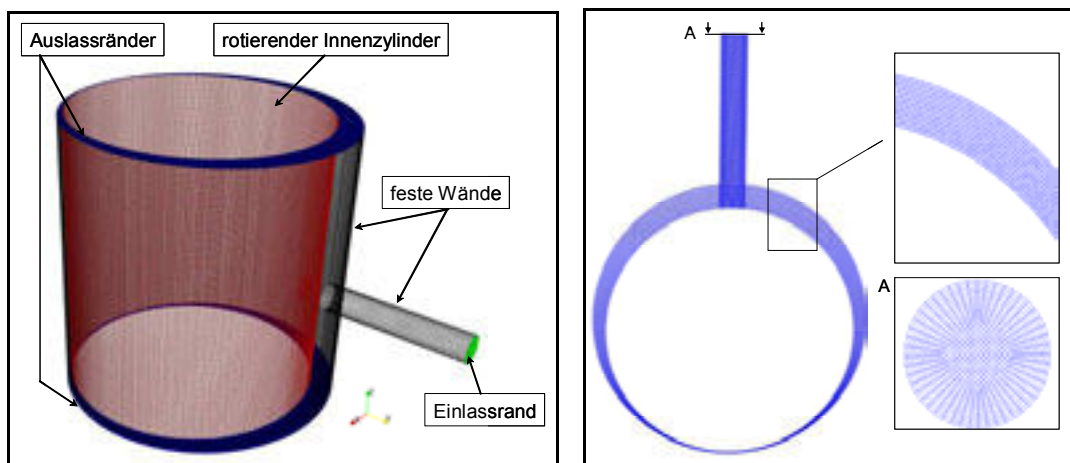 Auslassränder
rotierender Innenzylinder
feste Wände
Einlassrand
A
A